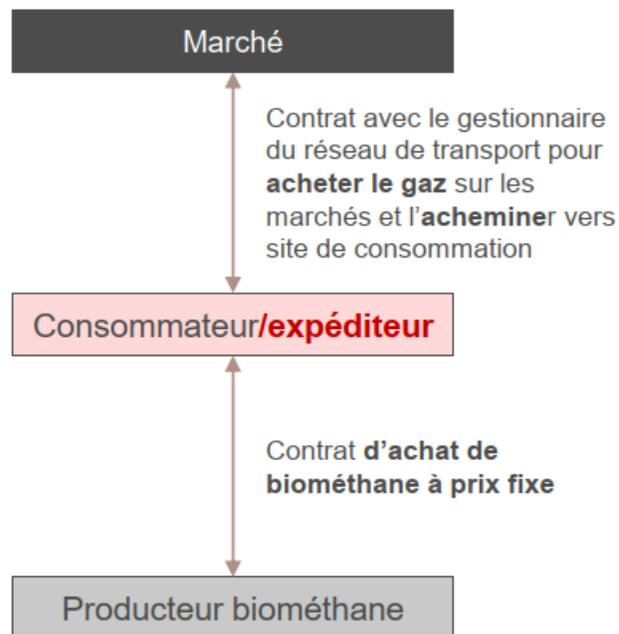 Marché
Contrat avec le gestionnaire
du réseau de transport pour
acheter le gaz sur les
marchés et l'acheminer vers
site de consommation
Consommateur/expéditeur
Contrat d'achat de
biométhane à prix fixe
Producteur biométhane